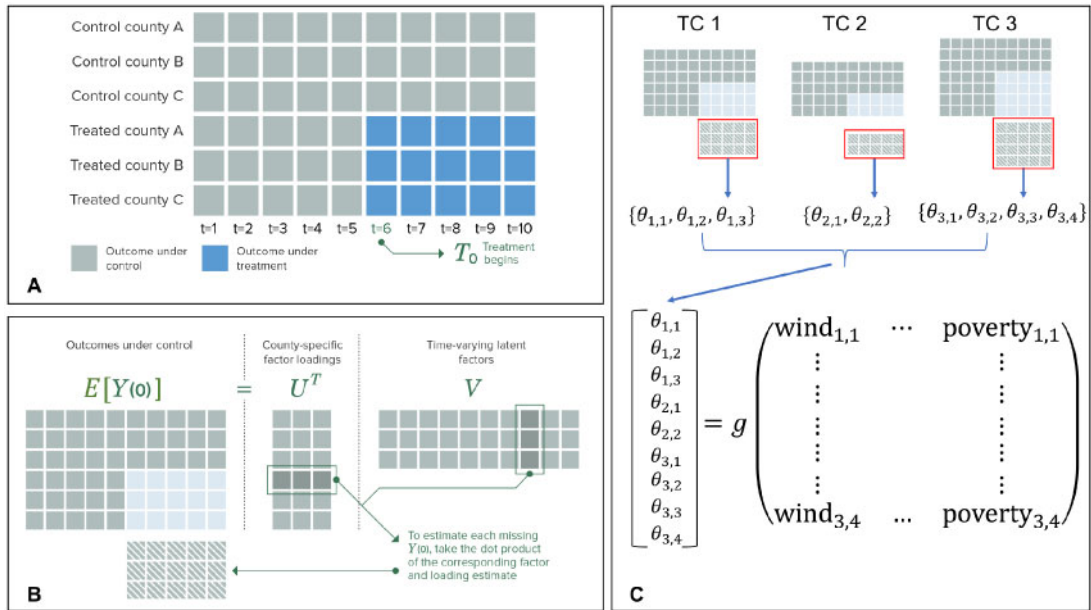 Control county A
Control county B
Control county C
Treated county A
Treated county B
Treated county C
t=1 t=2 t=3 t=4 t=5 t=6 t=7 t=8 t=9 t=10
Outcome under
control
Outcome under
treatment
T₀ Treatment
begins
A
Outcomes under control
County-specific
factor loadings
Time-varying latent
factors
E[Y(0)] = Uᵀ V
To estimate each missing
Y(0), take the dot product
of the corresponding factor
and loading estimate
B
TC 1 TC 2 TC 3
{θ₁,₁, θ₁,₂, θ₁,₃} {θ₂,₁, θ₂,₂} {θ₃,₁, θ₃,₂, θ₃,₃, θ₃,₄}
θ₁,₁
θ₁,₂
θ₁,₃
θ₂,₁
θ₂,₂
θ₃,₁
θ₃,₂
θ₃,₃
θ₃,₄
= g
wind₁,₁ ... poverty₁,₁
wind₃,₄ ... poverty₃,₄
C